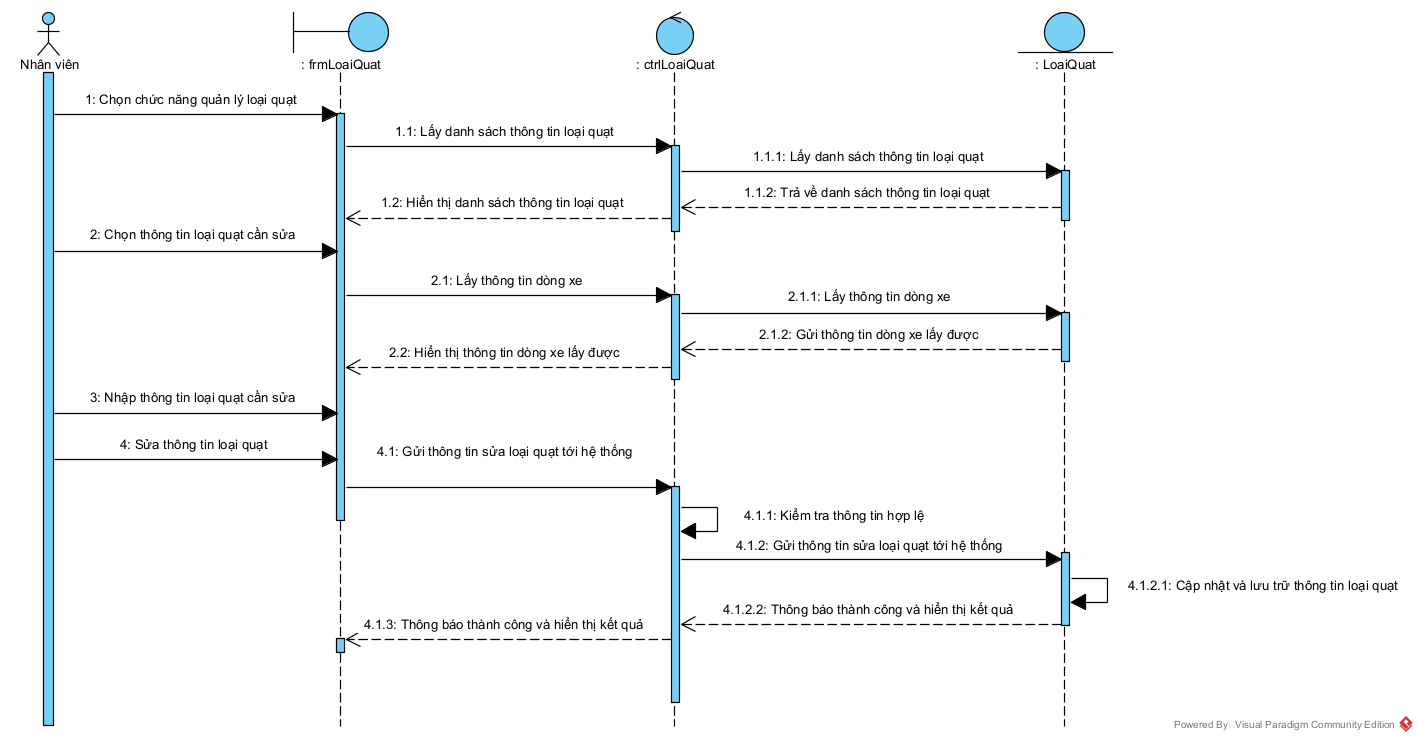 Nhân viên
: frmLoaiQuat
: ctrlLoaiQuat
: LoaiQuat
1: Chọn chức năng quản lý loại quạt
1.1: Lấy danh sách thông tin loại quạt
1.1.1: Lấy danh sách thông tin loại quạt
1.1.2: Trả về danh sách thông tin loại quạt
1.2: Hiển thị danh sách thông tin loại quạt
2: Chọn thông tin loại quạt cần sửa
2.1: Lấy thông tin dòng xe
2.1.1: Lấy thông tin dòng xe
2.1.2: Gửi thông tin dòng xe lấy được
2.2: Hiển thị thông tin dòng xe lấy được
3: Nhập thông tin loại quạt cần sửa
4: Sửa thông tin loại quạt
4.1: Gửi thông tin sửa loại quạt tới hệ thống
4.1.1: Kiểm tra thông tin hợp lệ
4.1.2: Gửi thông tin sửa loại quạt tới hệ thống
4.1.2.1: Cập nhật và lưu trữ thông tin loại quạt
4.1.2.2: Thông báo thành công và hiển thị kết quả
4.1.3: Thông báo thành công và hiển thị kết quả
Powered By Visual Paradigm Community Edition